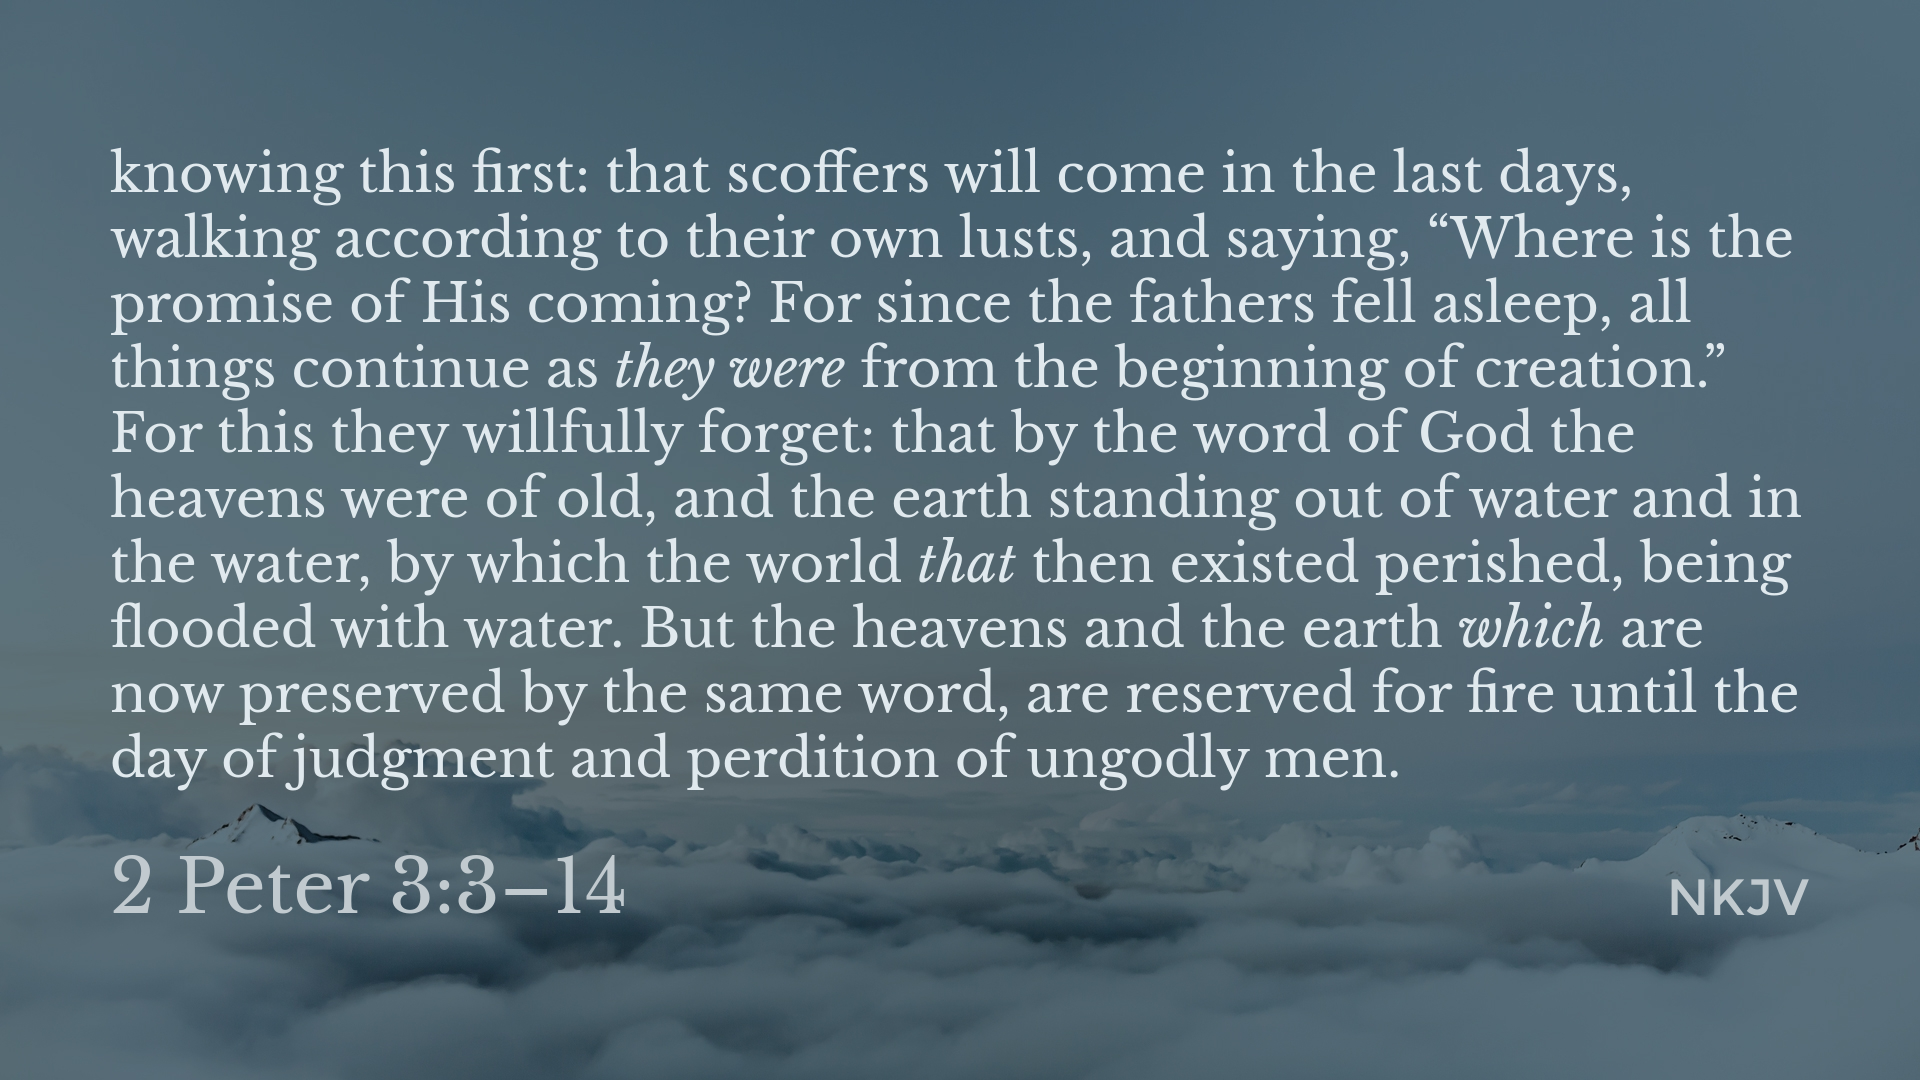 knowing this first: that scoffers will come in the last days,
walking according to their own lusts, and saying, “Where is the
promise of His coming? For since the fathers fell asleep, all
things continue as they were from the beginning of creation.”
For this they willfully forget: that by the word of God the
heavens were of old, and the earth standing out of water and in
the water, by which the world that then existed perished, being
flooded with water. But the heavens and the earth which are
now preserved by the same word, are reserved for fire until the
day of judgment and perdition of ungodly men.
2 Peter 3:3–14
NKJV